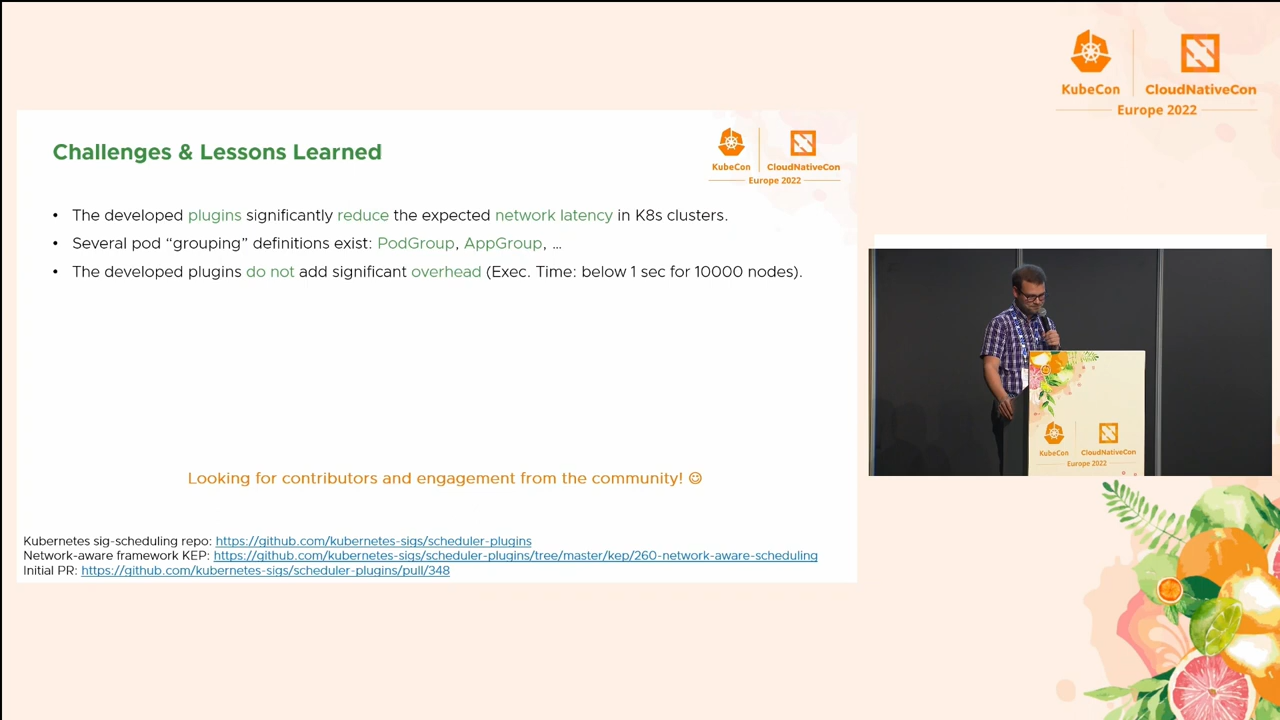 KubeCon
CloudNativeCon
Europe 2022
Challenges & Lessons Learned
KubeCon
CloudNativeCon
Europe 2022
• The developed plugins significantly reduce the expected network latency in K8s clusters.
• Several pod “grouping” definitions exist: PodGroup, AppGroup, ...
• The developed plugins do not add significant overhead (Exec. Time: below 1 sec for 10000 nodes).
Looking for contributors and engagement from the community! ☺
Kubernetes sig-scheduling repo: https://github.com/kubernetes-sigs/scheduler-plugins
Network-aware framework KEP: https://github.com/kubernetes-sigs/scheduler-plugins/tree/master/kep/260-network-aware-scheduling
Initial PR: https://github.com/kubernetes-sigs/scheduler-plugins/pull/348
KubeCon
CloudNativeCon
Europe 2022